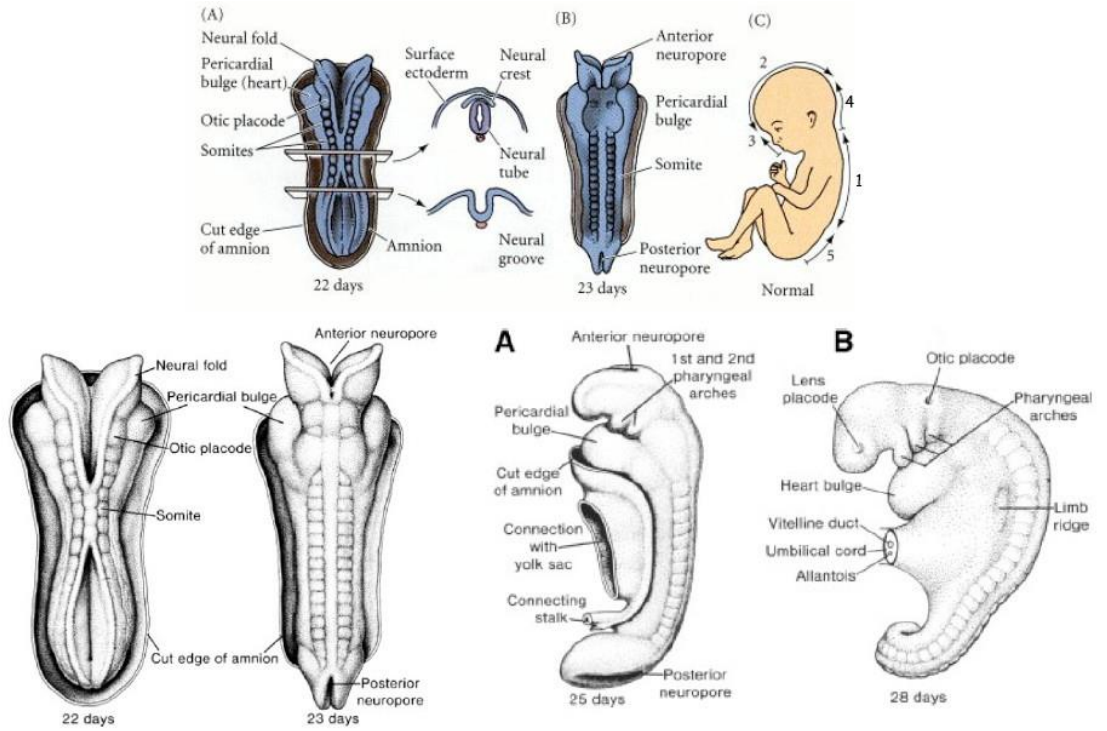 (A)
Neural fold
Pericardial
bulge (heart)
Otic placode
Somites
Cut edge
of amnion
Amnion
22 days
Surface
ectoderm
Neural
crest
Neural
tube
Neural
groove
(B)
Anterior
neuropore
Pericardial
bulge
Somite
Posterior
neuropore
23 days
(C)
2
4
3
1
5
Normal
Neural fold
Pericardial bulge
Otic placode
Somite
Cut edge of amnion
22 days
Anterior neuropore
Posterior
neuropore
23 days
A
Anterior neuropore
1st and 2nd
pharyngeal
arches
Pericardial
bulge
Cut edge
of amnion
Connection
with
yolk sac
Connecting
stalk
Posterior
neuropore
25 days
B
Otic placode
Lens
placode
Pharyngeal
arches
Heart bulge
Limb
ridge
Vitelline duct
Umbilical cord
Allantois
28 days